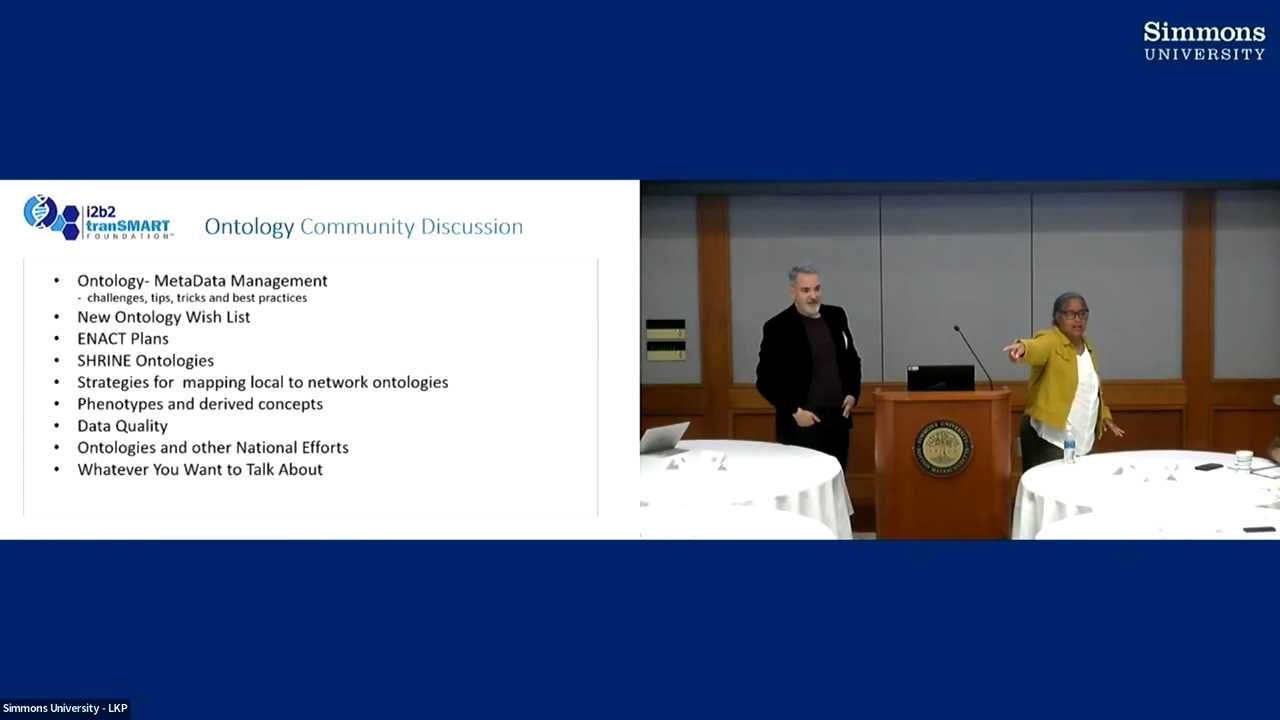 Simmons
UNIVERSITY
i2b2
tranSMART
FOUNDATION™
Ontology Community Discussion
• Ontology- MetaData Management
- challenges, tips, tricks and best practices
• New Ontology Wish List
• ENACT Plans
• SHRINE Ontologies
• Strategies for mapping local to network ontologies
• Phenotypes and derived concepts
• Data Quality
• Ontologies and other National Efforts
• Whatever You Want to Talk About
Simmons University - LKP